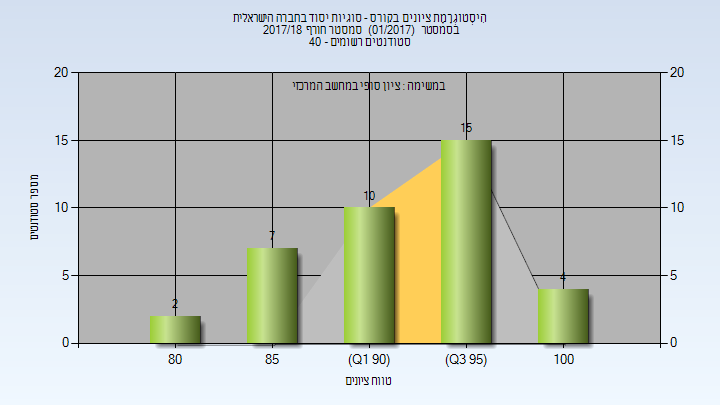 היסטוגרמת ציונים בקורס - סוגיות יסוד בחברה הישראלית
בסמסטר (01/2017) סמסטר חורף 2017/18
סטודנטים רשומים - 40
במשימה : ציון סופי במחשב המרכזי
20 20
15 15
10 10
5 5
0 0
2 7 10 15 4
80 85 (Q1 90) (Q3 95) 100
מספר סטודנטים
טווח ציונים